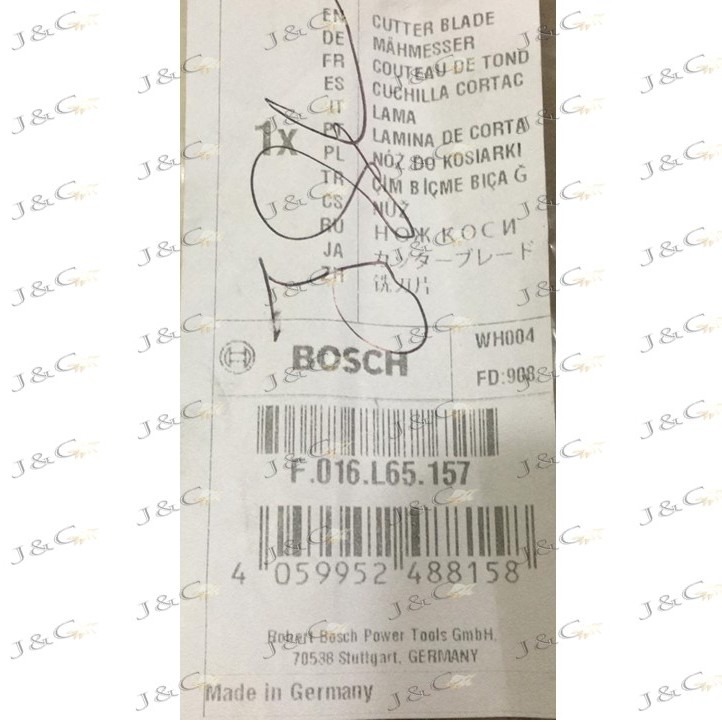 EN CUTTER BLADE
DE MÄHMESSER
FR COUTEAU DE TOND
ES CUCHILLA CORTAC
IT LAMA
PT LAMINA DE CORTA
1x
PL NÓŻ DO KOSIARKI
TR ÇIM BİÇME BIÇA Ğ
CS NUŽ
RU НОЖ КОСИ
JA カッターブレード
ZH 铣刀片
BOSCH
WH004
FD:908
F.016.L65.157
4 059952 488158
Robert Bosch Power Tools GmbH,
70538 Stuttgart, GERMANY
Made in Germany
J&G